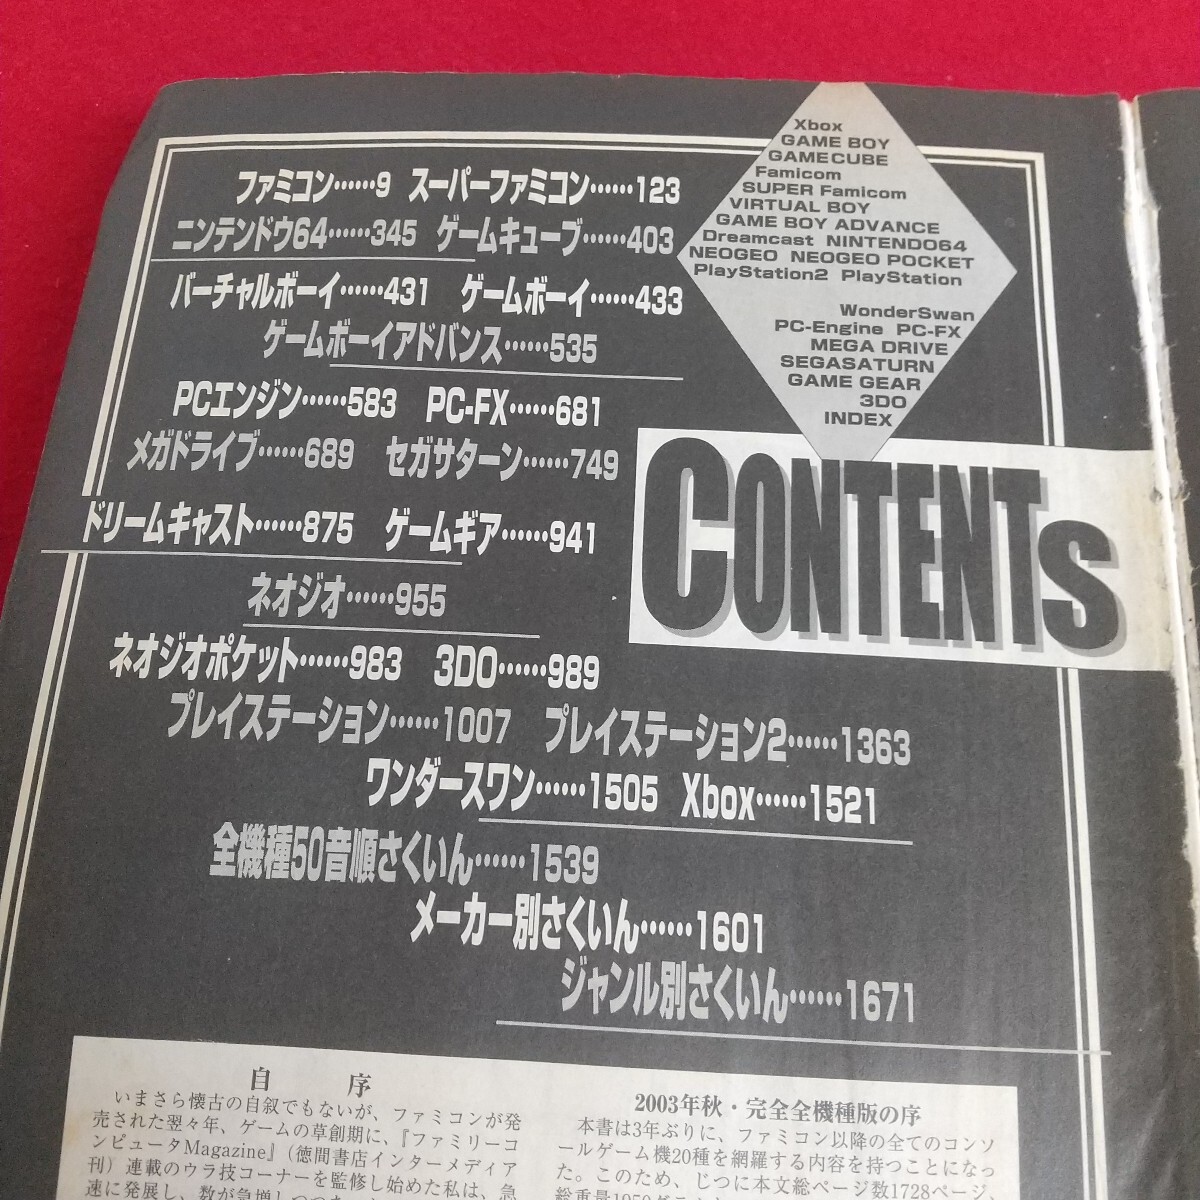 ファミコン……9 スーパーファミコン……123
ニンテンドウ64……345 ゲームキューブ……403
バーチャルボーイ……431 ゲームボーイ……433
ゲームボーイアドバンス……535
PCエンジン……583 PC-FX……681
メガドライブ……689 セガサターン……749
ドリームキャスト……875 ゲームギア……941
ネオジオ……955
ネオジオポケット……983 3DO……989
プレイステーション……1007 プレイステーション2……1363
ワンダースワン……1505 Xbox……1521
全機種50音順さくいん……1539
メーカー別さくいん……1601
ジャンル別さくいん……1671
Xbox
GAME BOY
GAMECUBE
Famicom
SUPER Famicom
VIRTUAL BOY
GAME BOY ADVANCE
Dreamcast NINTENDO64
NEOGEO NEOGEO POCKET
PlayStation2 PlayStation
WonderSwan
PC-Engine PC-FX
MEGA DRIVE
SEGASATURN
GAME GEAR
3DO
INDEX
CONTENTs
自序
いまさら懐古の自叙でもないが、ファミコンが発
売された翌々年、ゲームの草創期に、『ファミリーコ
ンピュータMagazine』(徳間書店インターメディア
刊)連載のウラ技コーナーを監修し始めた私は、急
速に発展し、数が急増し
2003年秋・完全全機種版の序
本書は3年ぶりに、ファミコン以降の全てのコンソ
ールゲーム機20種を網羅する内容を持つことになっ
た。このため、じつに本文総ページ数1728ページ
総重量1950グラム